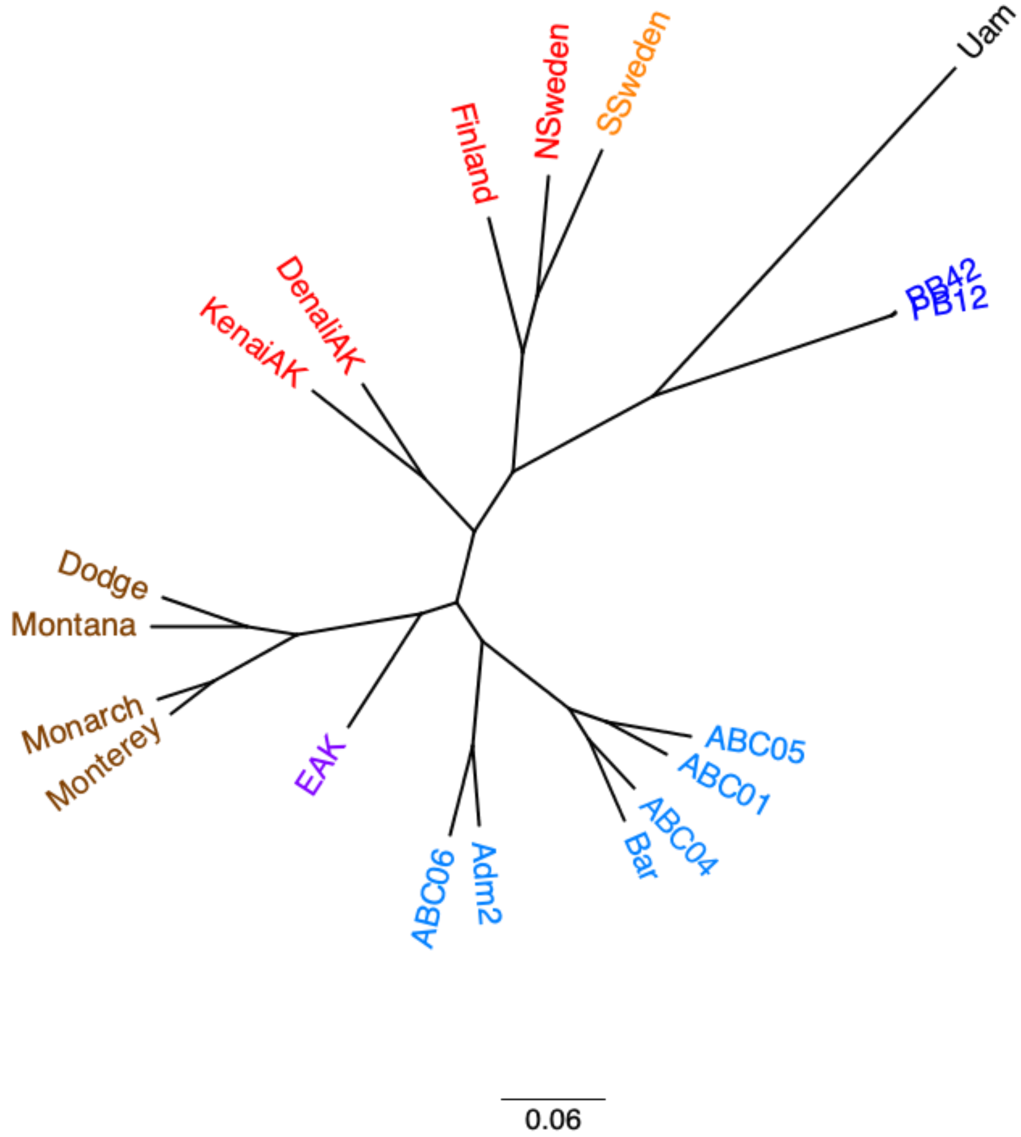 Uam
NSweden
SSweden
Finland
PB42
PB12
DenaliAK
KenaiAK
Dodge
Montana
Monarch
Monterey
EAK
ABC05
ABC01
ABC04
Bar
Adm2
ABC06
0.06